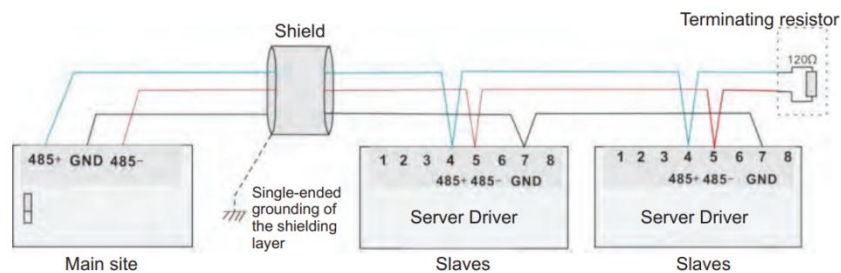 Terminating resistor
Shield
120Ω
485+ GND 485−
1 2 3 4 5 6 7 8
485+ 485− GND
1 2 3 4 5 6 7 8
485+ 485− GND
Single-ended
grounding of
the shielding
layer
Server Driver
Server Driver
Main site
Slaves
Slaves